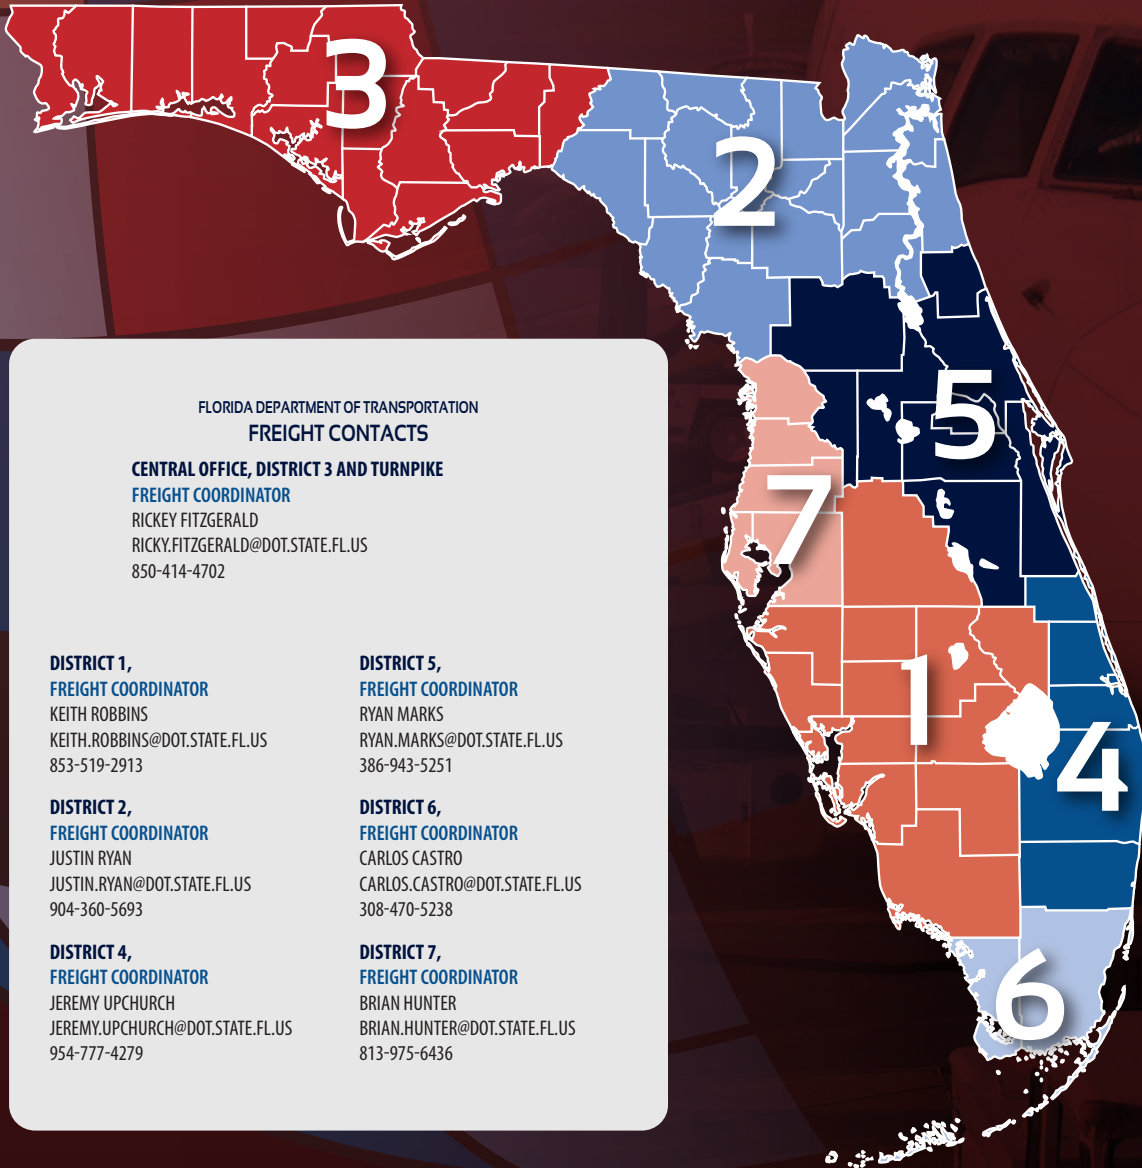 3
2
5
7
1
4
6
FLORIDA DEPARTMENT OF TRANSPORTATION
FREIGHT CONTACTS
CENTRAL OFFICE, DISTRICT 3 AND TURNPIKE
FREIGHT COORDINATOR
RICKEY FITZGERALD
RICKY.FITZGERALD@DOT.STATE.FL.US
850-414-4702
DISTRICT 1,
FREIGHT COORDINATOR
KEITH ROBBINS
KEITH.ROBBINS@DOT.STATE.FL.US
853-519-2913
DISTRICT 2,
FREIGHT COORDINATOR
JUSTIN RYAN
JUSTIN.RYAN@DOT.STATE.FL.US
904-360-5693
DISTRICT 4,
FREIGHT COORDINATOR
JEREMY UPCHURCH
JEREMY.UPCHURCH@DOT.STATE.FL.US
954-777-4279
DISTRICT 5,
FREIGHT COORDINATOR
RYAN MARKS
RYAN.MARKS@DOT.STATE.FL.US
386-943-5251
DISTRICT 6,
FREIGHT COORDINATOR
CARLOS CASTRO
CARLOS.CASTRO@DOT.STATE.FL.US
308-470-5238
DISTRICT 7,
FREIGHT COORDINATOR
BRIAN HUNTER
BRIAN.HUNTER@DOT.STATE.FL.US
813-975-6436